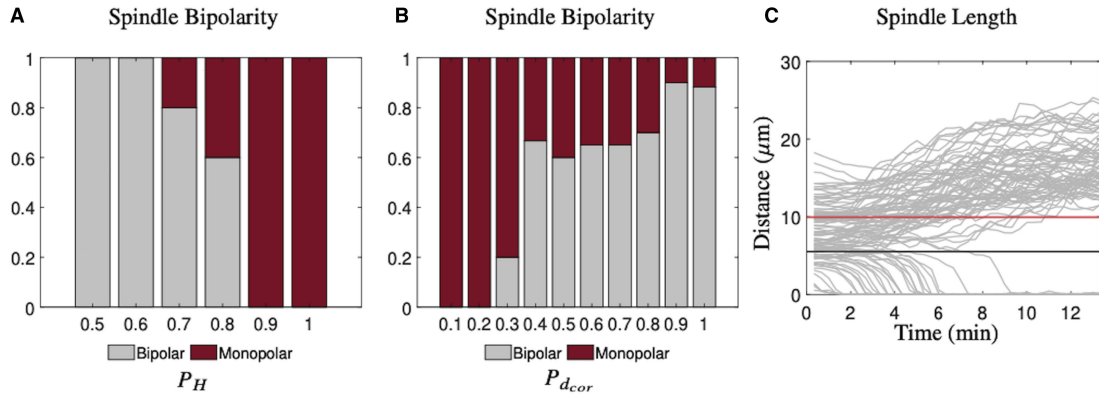 A
Spindle Bipolarity
1
0.8
0.6
0.4
0.2
0
0.5 0.6 0.7 0.8 0.9 1
Bipolar Monopolar
P_H
B
Spindle Bipolarity
1
0.8
0.6
0.4
0.2
0
0.1 0.2 0.3 0.4 0.5 0.6 0.7 0.8 0.9 1
Bipolar Monopolar
P_{d_{cor}}
C
Spindle Length
Distance (μm)
30
20
10
0
0 2 4 6 8 10 12
Time (min)